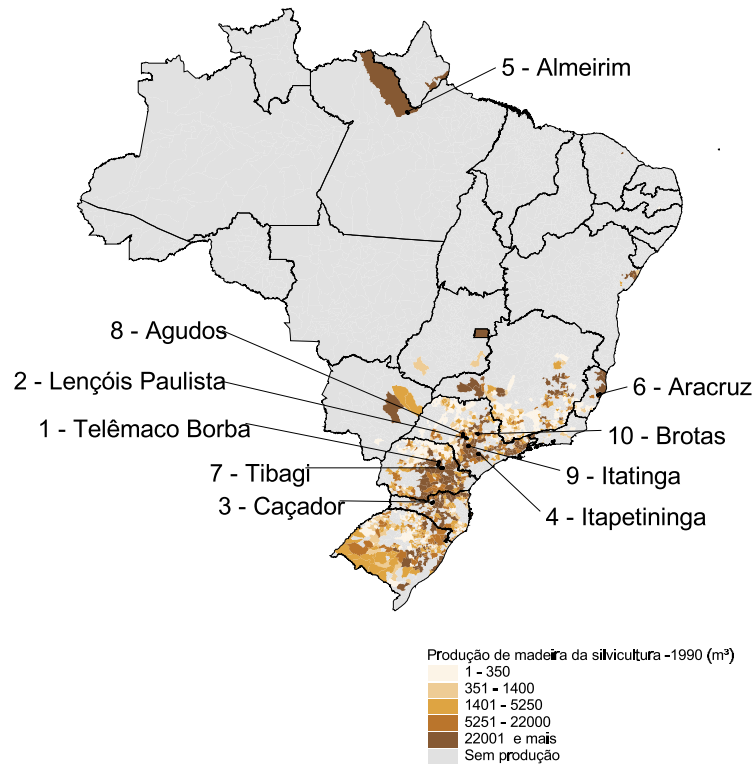 5 - Almeirim
8 - Agudos
2 - Lençóis Paulista
6 - Aracruz
1 - Telêmaco Borba
10 - Brotas
7 - Tibagi
9 - Itatinga
3 - Caçador
4 - Itapetininga
Produção de madeira da silvicultura -1990 (m³)
1 - 350
351 - 1400
1401 - 5250
5251 - 22000
22001 e mais
Sem produção